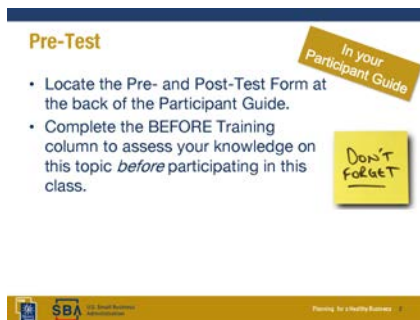 Pre-Test
In your
Participant Guide
• Locate the Pre- and Post-Test Form at
the back of the Participant Guide.
• Complete the BEFORE Training
column to assess your knowledge on
this topic before participating in this
class.
DON'T
FORGET
SBA
U.S. Small Business
Administration
Planning for a Healthy Business